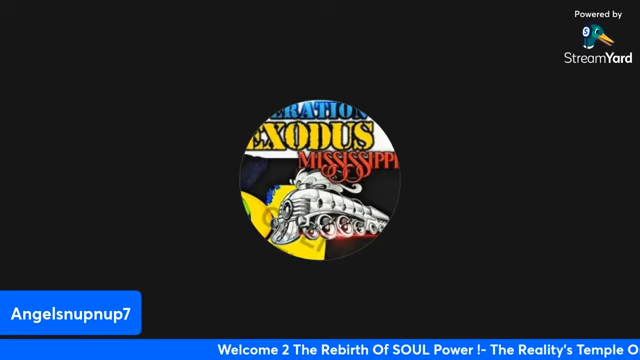 Powered by
StreamYard
ERATION
EXODUS
MISSISSIPPI
Angelsnupnup7
Welcome 2 The Rebirth Of SOUL Power !- The Reality's Temple O